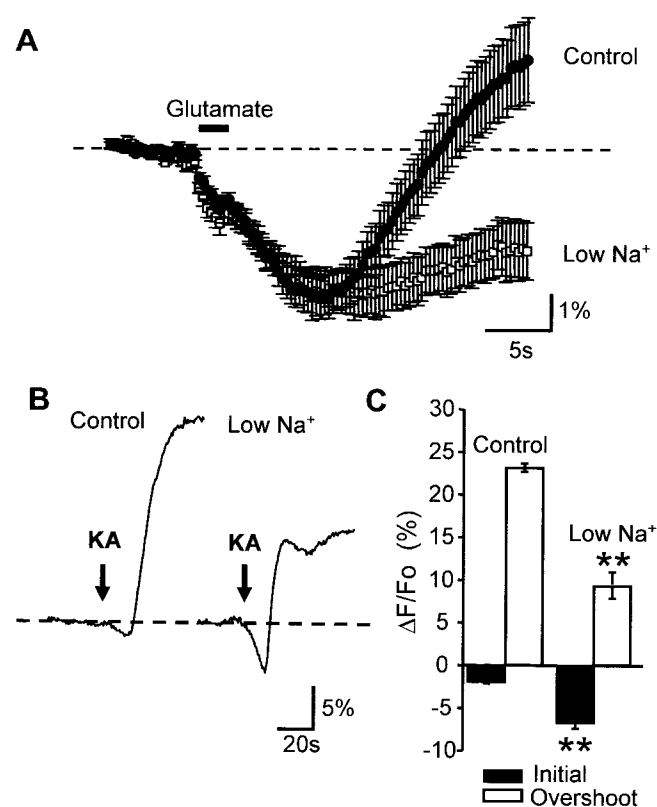 A
Control
Glutamate
Low Na⁺
1%
5s
B
Control
Low Na⁺
KA
KA
5%
20s
C
30
25
20
15
10
5
0
-5
-10
ΔF/Fo (%)
Control
Low Na⁺
**
**
Initial
Overshoot